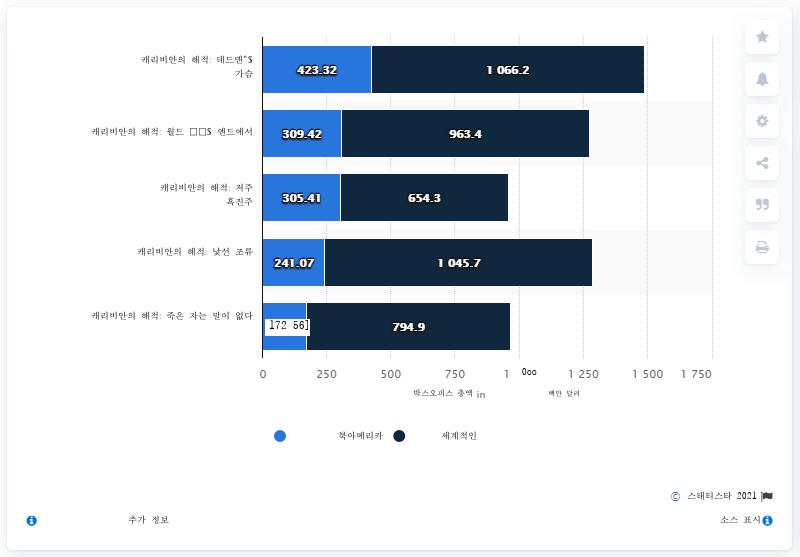 캐리비안의 해적: 데드맨"S
가슴
423.32
1 066.2
캐리비안의 해적: 월드 □□S 엔드에서
309.42
963.4
캐리비안의 해적: 저주
흑진주
305.41
654.3
캐리비안의 해적: 낯선 조류
241.07
1 045.7
캐리비안의 해적: 죽은 자는 말이 없다
172 56]
794.9
0 250 500 750 1 0oo 1 250 1 500 1 750
박스오피스 총액 in 백만 달러
북아메리카 세계적인
© 스태티스타 2021
추가 정보 소스 표시